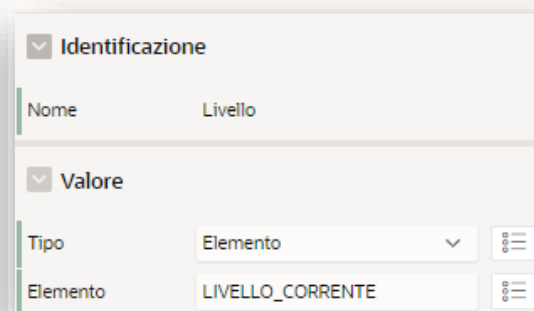 Identificazione
Nome Livello
Valore
Tipo Elemento
Elemento LIVELLO_CORRENTE